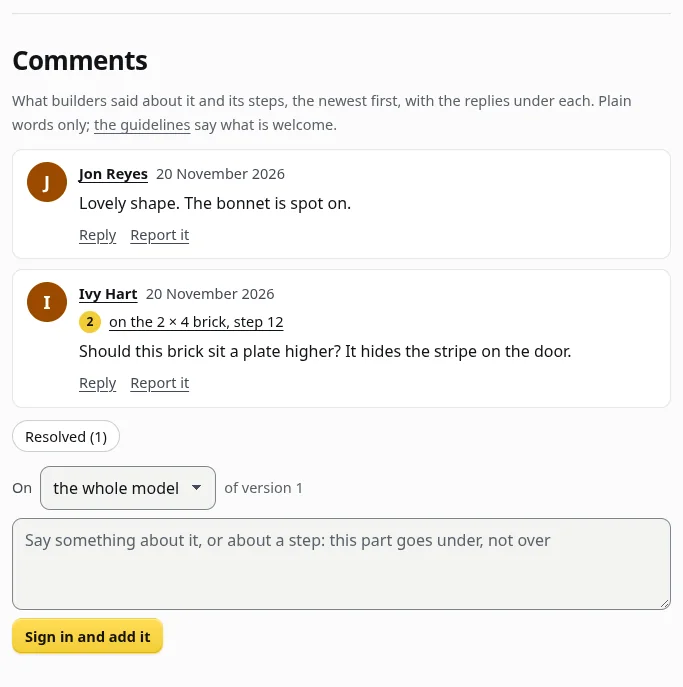 Comments
What builders said about it and its steps, the newest first, with the replies under each. Plain
words only; the guidelines say what is welcome.
J
Jon Reyes 20 November 2026
Lovely shape. The bonnet is spot on.
Reply Report it
I
Ivy Hart 20 November 2026
2 on the 2 × 4 brick, step 12
Should this brick sit a plate higher? It hides the stripe on the door.
Reply Report it
Resolved (1)
On the whole model of version 1
Say something about it, or about a step: this part goes under, not over
Sign in and add it